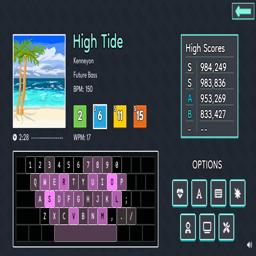 High Tide
Kenneyon
Future Bass
BPM: 150
2 6 11 15
2:28
WPM: 17
High Scores
S 984,249
S 983,836
A 953,269
B 833,427
- --
OPTIONS
A
1 2 3 4 5 6 7 8 9 0
Q W E R T Y U I O P
A S D F G H J K L ;
Z X C V B N M , . /